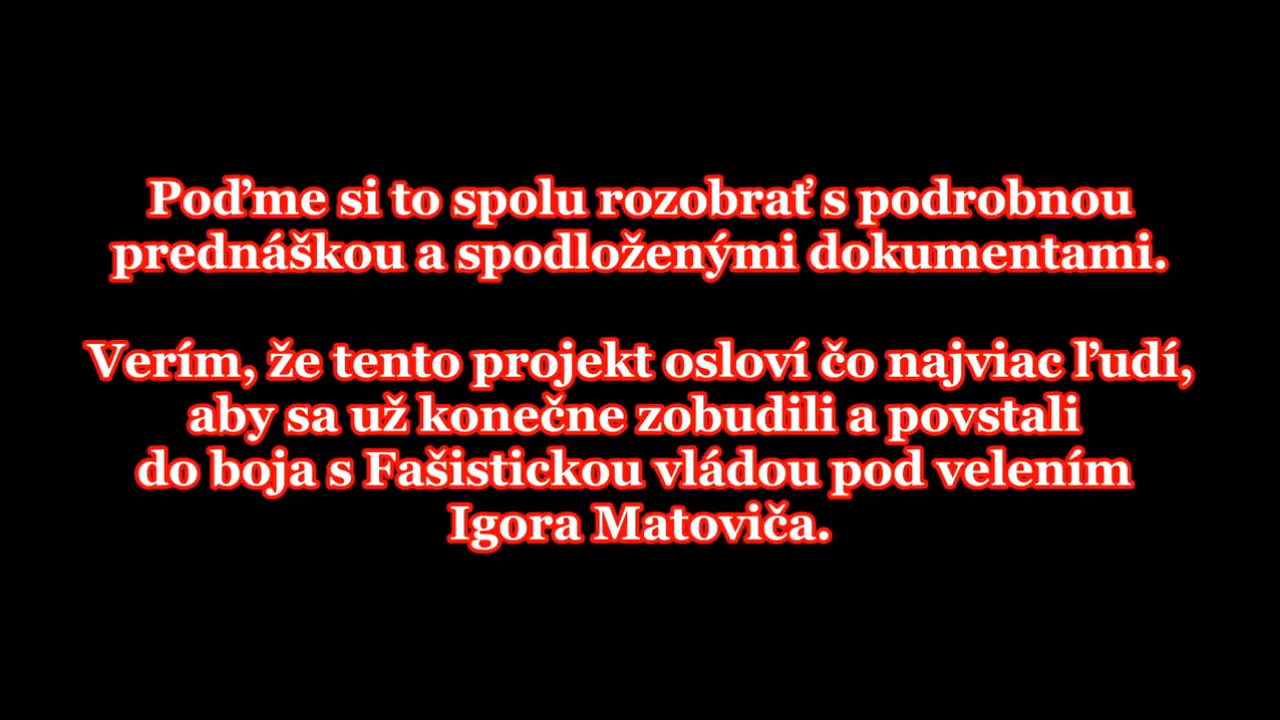 Poďme si to spolu rozobrať s podrobnou
prednáškou a spodloženými dokumentami.
Verím, že tento projekt osloví čo najviac ľudí,
aby sa už konečne zobudili a povstali
do boja s Fašistickou vládou pod velením
Igora Matoviča.